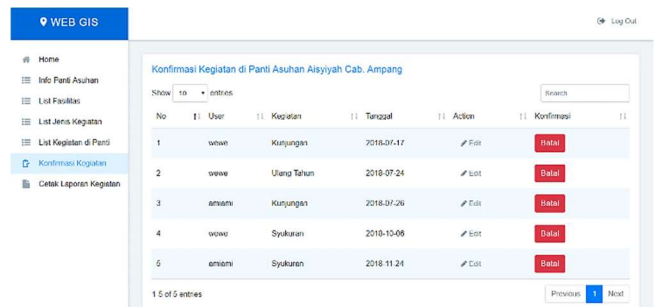 WEB GIS
Log Out
Home
Info Panti Asuhan
List Fasilitas
List Jenis Kegiatan
List Kegiatan di Panti
Konfirmasi Kegiatan
Cetak Laporan Kegiatan
Konfirmasi Kegiatan di Panti Asuhan Aisyiyah Cab. Ampang
Show 10 entries
Search
No User Kegiatan Tanggal Action Konfirmasi
1 wewe Kunjungan 2018-07-17 Edit Batal
2 wewe Ulang Tahun 2018-07-24 Edit Batal
3 amiami Kunjungan 2018-07-26 Edit Batal
4 wewe Syukuran 2018-10-06 Edit Batal
5 amiami Syukuran 2018-11-24 Edit Batal
1-5 of 5 entries
Previous 1 Next